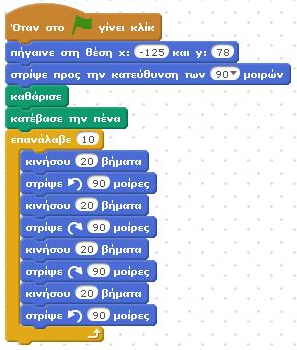 Όταν στο γίνει κλίκ
πήγαινε στη θέση x: -125 και y: 78
στρίψε προς την κατεύθυνση των 90 μοιρών
καθάρισε
κατέβασε την πένα
επανάλαβε 10
κινήσου 20 βήματα
στρίψε 90 μοίρες
κινήσου 20 βήματα
στρίψε 90 μοίρες
κινήσου 20 βήματα
στρίψε 90 μοίρες
κινήσου 20 βήματα
στρίψε 90 μοίρες